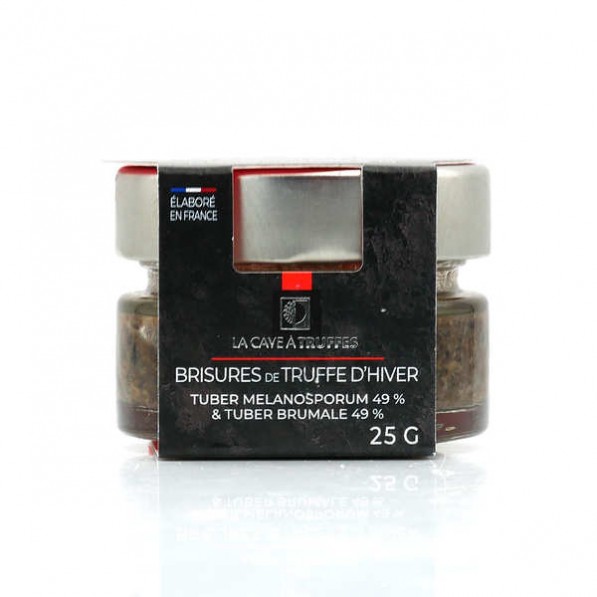 ÉLABORÉ
EN FRANCE
LA CAVE À TRUFFES
BRISURES DE TRUFFE D'HIVER
TUBER MELANOSPORUM 49 %
& TUBER BRUMALE 49 %
25 G